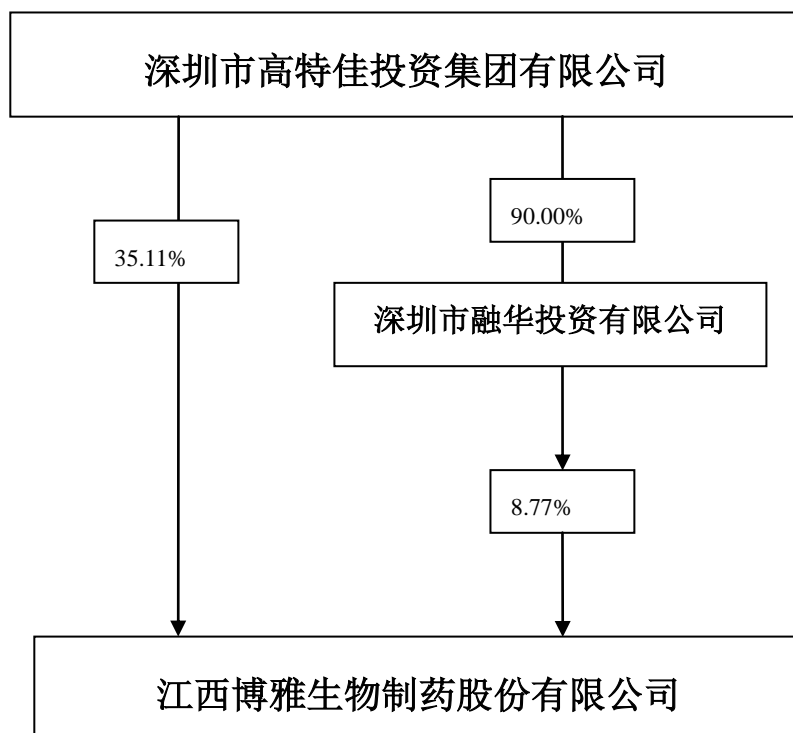 深圳市高特佳投资集团有限公司
90.00%
35.11%
深圳市融华投资有限公司
8.77%
江西博雅生物制药股份有限公司